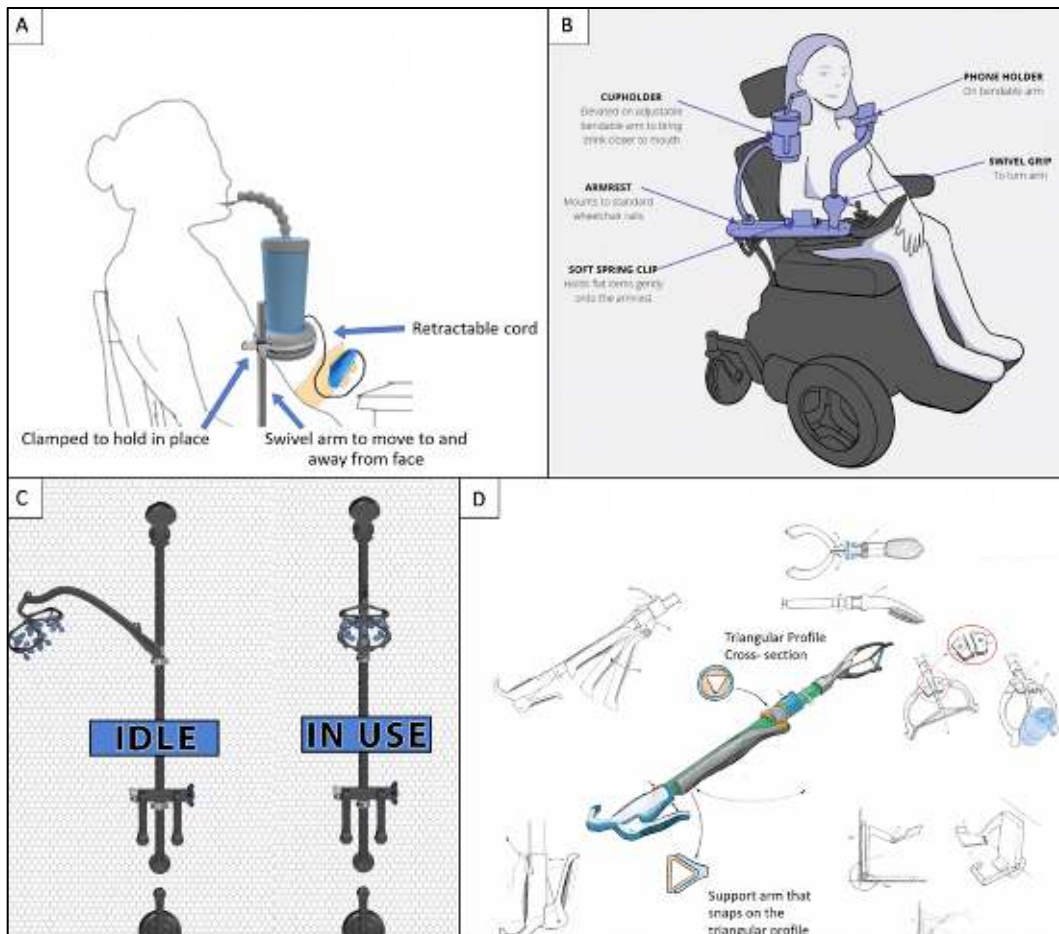 A
Retractable cord
Clamped to hold in place
Swivel arm to move to and
away from face
B
CUPHOLDER
Elevated on adjustable
bendable arm to bring
drink closer to mouth
PHONE HOLDER
On bendable arm
SWIVEL GRIP
To turn arm
ARMREST
Mounts to standard
wheelchair rails
SOFT SPRING CLIP
Holds flat items gently
onto the armrest
C
IDLE
IN USE
D
Triangular Profile
Cross- section
Support arm that
snaps on the
triangular profile